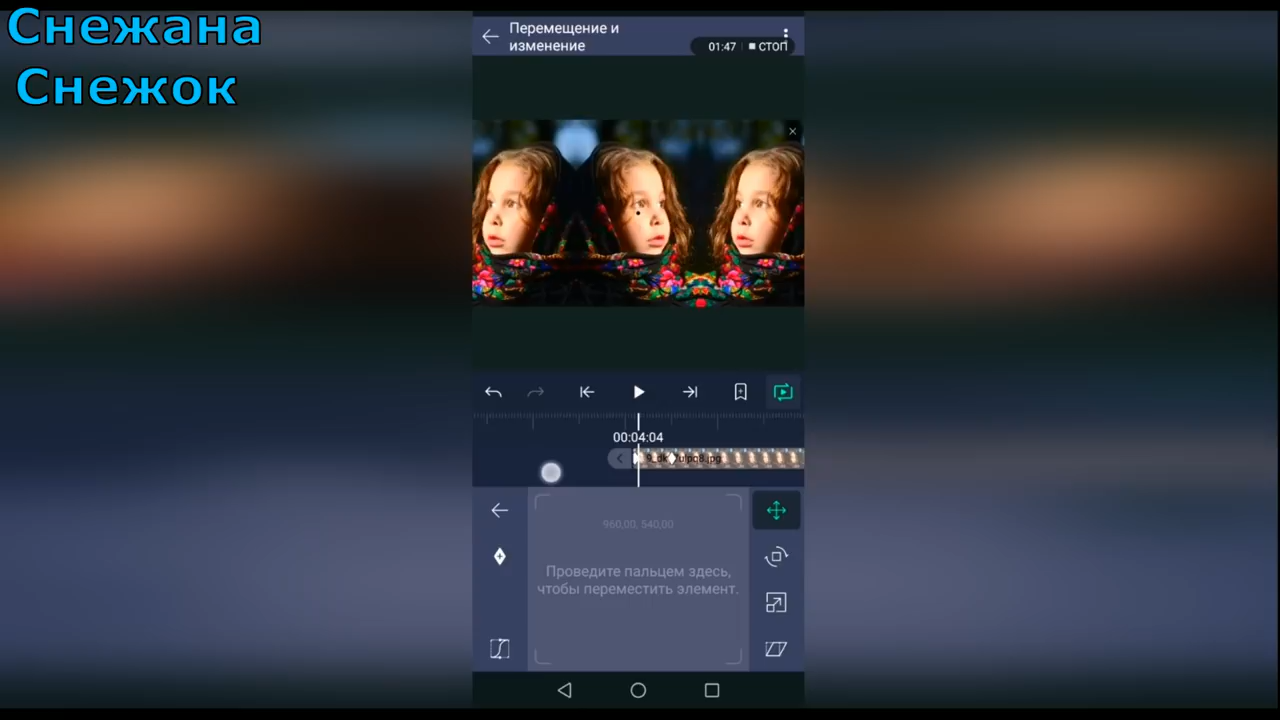 Снежана
Снежок
Перемещение и
изменение
01:47 СТОП
00:04:04
960,00, 540,00
Проведите пальцем здесь,
чтобы переместить элемент.